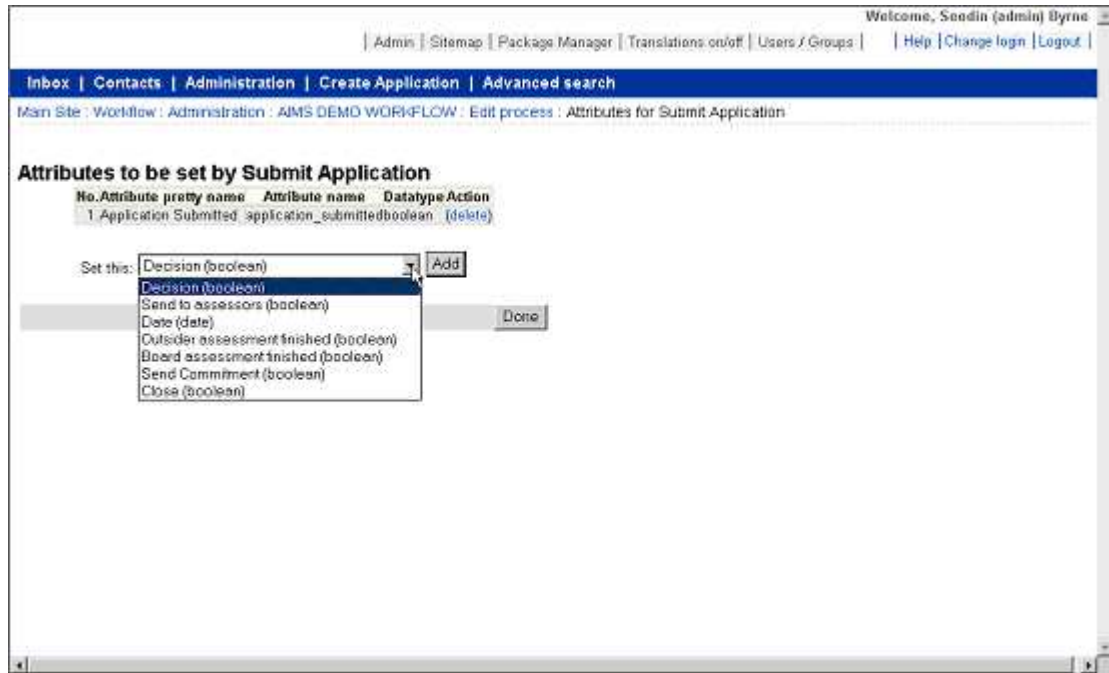 Welcome, Seodin (admin) Byrne
| Admin | Sitemap | Package Manager | Translations on/off | Users / Groups | | Help | Change login | Logout |
Inbox | Contacts | Administration | Create Application | Advanced search
Main Site : Workflow : Administration : AIMS DEMO WORKFLOW : Edit process : Attributes for Submit Application
Attributes to be set by Submit Application
No. Attribute pretty name Attribute name Datatype Action
1 Application Submitted application_submitted boolean (delete)
Set this: Decision (boolean) Add
Decision (boolean)
Send to assessors (boolean)
Date (date)
Outsider assessment finished (boolean)
Board assessment finished (boolean)
Send Commitment (boolean)
Close (boolean)
Done